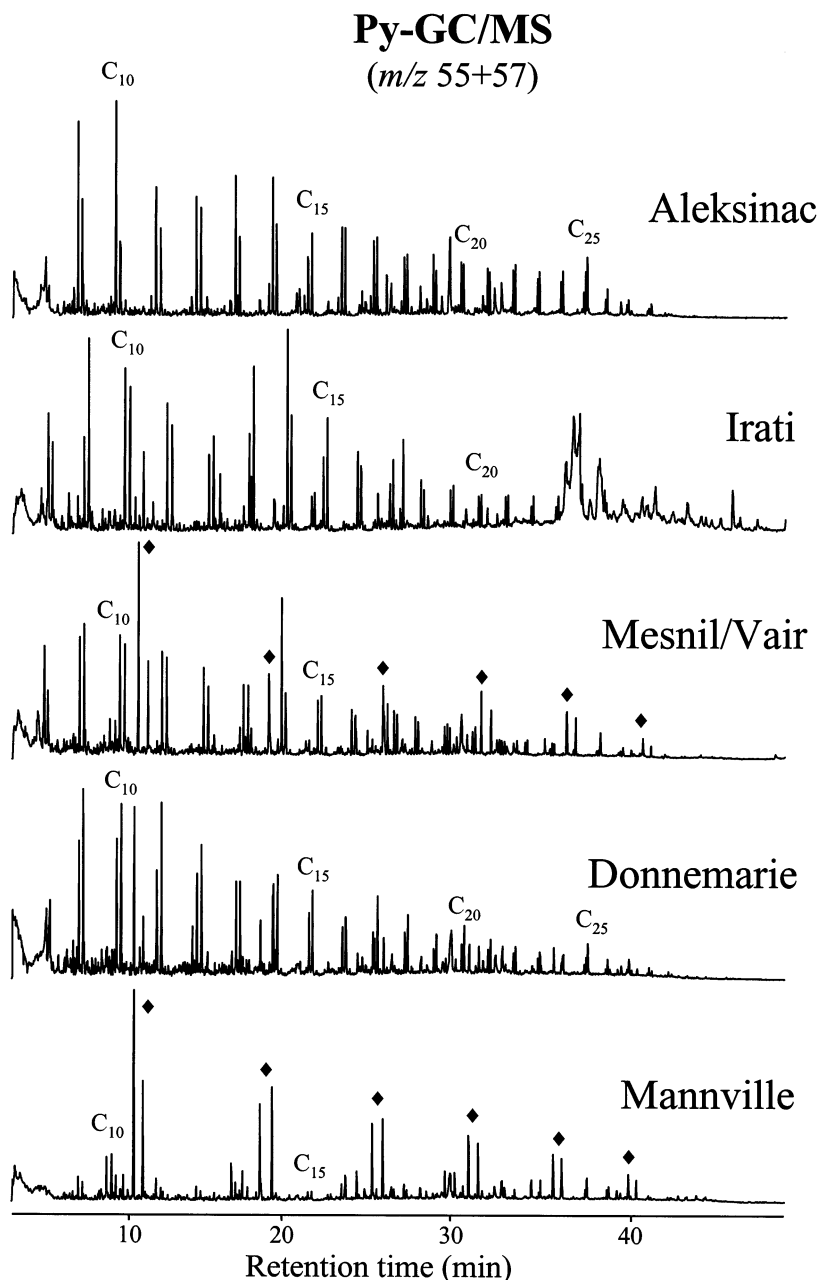 Py-GC/MS
(m/z 55+57)
C10
C15
C20
C25
Aleksinac
C10
C15
C20
Irati
C10
C15
Mesnil/Vair
C10
C15
C20
C25
Donnemarie
C10
C15
Mannville
10 20 30 40
Retention time (min)